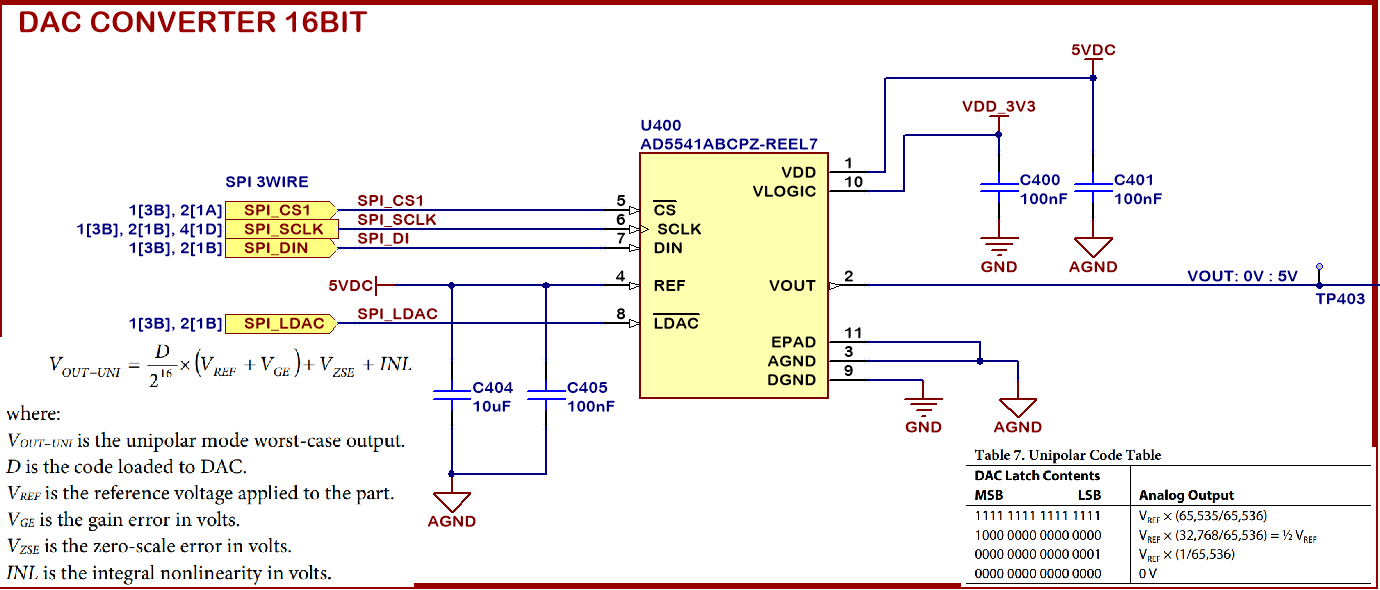 DAC CONVERTER 16BIT
5VDC
VDD_3V3
U400
AD5541ABCPZ-REEL7
VDD 1
VLOGIC 10
C400
100nF
C401
100nF
GND
AGND
SPI 3WIRE
1[3B], 2[1A] SPI_CS1 SPI_CS1 5 CS
1[3B], 2[1B], 4[1D] SPI_SCLK SPI_SCLK 6 SCLK
1[3B], 2[1B] SPI_DIN SPI_DI 7 DIN
5VDC 4 REF
VOUT 2 VOUT: 0V : 5V
TP403
1[3B], 2[1B] SPI_LDAC SPI_LDAC 8 LDAC
EPAD 11
AGND 3
DGND 9
GND
AGND
C404
10uF
C405
100nF
AGND
V_OUT-UNI = D/2^16 × (V_REF + V_GE) + V_ZSE + INL
where:
V_OUT-UNI is the unipolar mode worst-case output.
D is the code loaded to DAC.
V_REF is the reference voltage applied to the part.
V_GE is the gain error in volts.
V_ZSE is the zero-scale error in volts.
INL is the integral nonlinearity in volts.
Table 7. Unipolar Code Table
DAC Latch Contents
MSB LSB Analog Output
1111 1111 1111 1111 V_REF × (65,535/65,536)
1000 0000 0000 0000 V_REF × (32,768/65,536) = ½ V_REF
0000 0000 0000 0001 V_REF × (1/65,536)
0000 0000 0000 0000 0 V